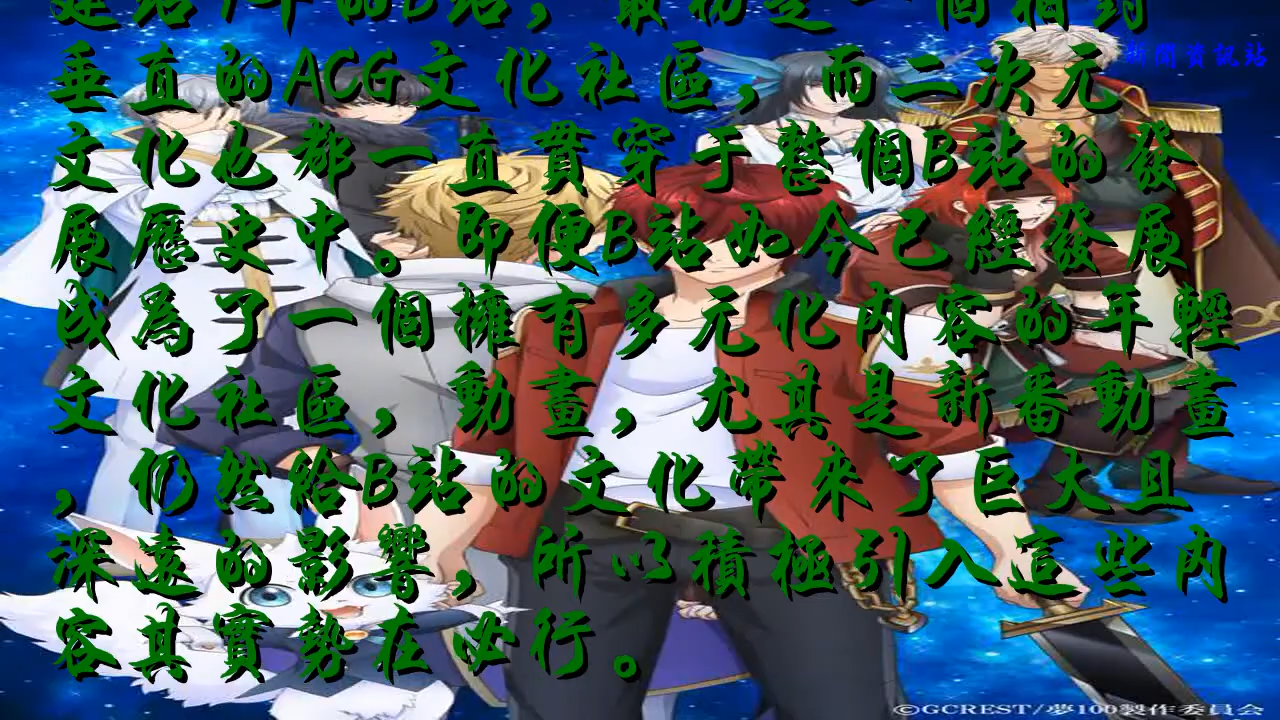 建站9年的B站，最初是一個相對
垂直的ACG文化社區，而二次元
文化也都一直貫穿于整個B站的發
展歷史中。即便B站如今已經發展
成為了一個擁有多元化內容的年輕
文化社區，動畫，尤其是新番動畫
，仍然給B站的文化帶來了巨大且
深遠的影響，所以積極引入這些內
容其實勢在必行。
新聞資訊站
©GCREST/夢100製作委員会